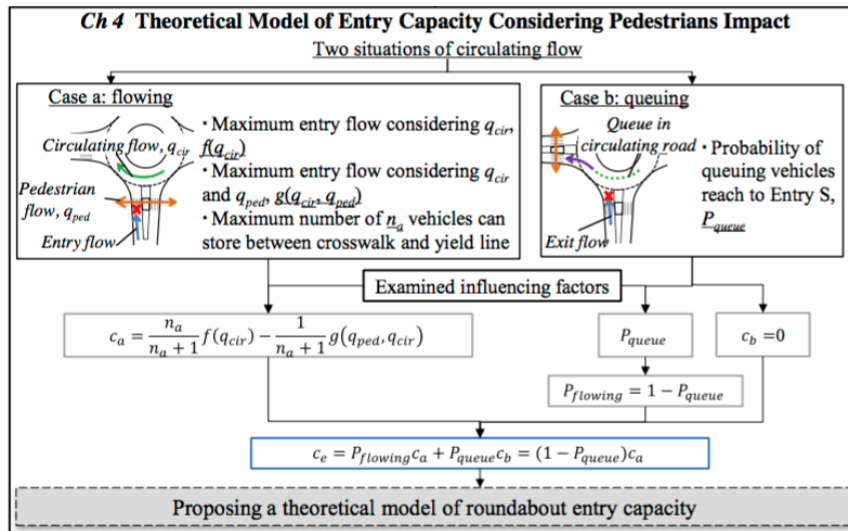 Ch 4 Theoretical Model of Entry Capacity Considering Pedestrians Impact
Two situations of circulating flow
Case a: flowing
Circulating flow, q_cir
Pedestrian
flow, q_ped
Entry flow
・Maximum entry flow considering q_cir,
f(q_cir)
・Maximum entry flow considering q_cir
and q_ped, g(q_cir, q_ped)
・Maximum number of n_a vehicles can
store between crosswalk and yield line
Case b: queuing
Queue in
circulating road
Exit flow
・Probability of
queuing vehicles
reach to Entry S,
P_queue
Examined influencing factors
c_a = n_a/(n_a + 1) f(q_cir) − 1/(n_a + 1) g(q_ped, q_cir)
P_queue
c_b =0
P_flowing = 1 − P_queue
c_e = P_flowing c_a + P_queue c_b = (1 − P_queue)c_a
Proposing a theoretical model of roundabout entry capacity